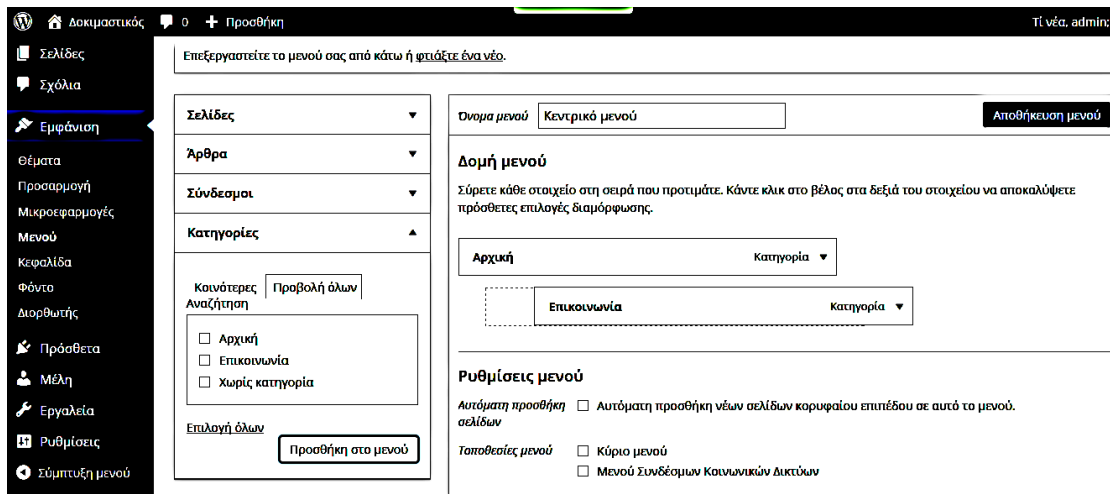 Δοκιμαστικός 0 Προσθήκη Τί νέα, admin;
Σελίδες
Σχόλια
Εμφάνιση
Θέματα
Προσαρμογή
Μικροεφαρμογές
Μενού
Κεφαλίδα
Φόντο
Διορθωτής
Πρόσθετα
Μέλη
Εργαλεία
Ρυθμίσεις
Σύμπτυξη μενού
Επεξεργαστείτε το μενού σας από κάτω ή φτιάξτε ένα νέο.
Σελίδες
Άρθρα
Σύνδεσμοι
Κατηγορίες
Κοινότερες Προβολή όλων
Αναζήτηση
Αρχική
Επικοινωνία
Χωρίς κατηγορία
Επιλογή όλων
Προσθήκη στο μενού
Όνομα μενού Κεντρικό μενού Αποθήκευση μενού
Δομή μενού
Σύρετε κάθε στοιχείο στη σειρά που προτιμάτε. Κάντε κλικ στο βέλος στα δεξιά του στοιχείου να αποκαλύψετε
πρόσθετες επιλογές διαμόρφωσης.
Αρχική Κατηγορία
Επικοινωνία Κατηγορία
Ρυθμίσεις μενού
Αυτόματη προσθήκη Αυτόματη προσθήκη νέων σελίδων κορυφαίου επιπέδου σε αυτό το μενού.
σελίδων
Τοποθεσίες μενού Κύριο μενού
Μενού Συνδέσμων Κοινωνικών Δικτύων